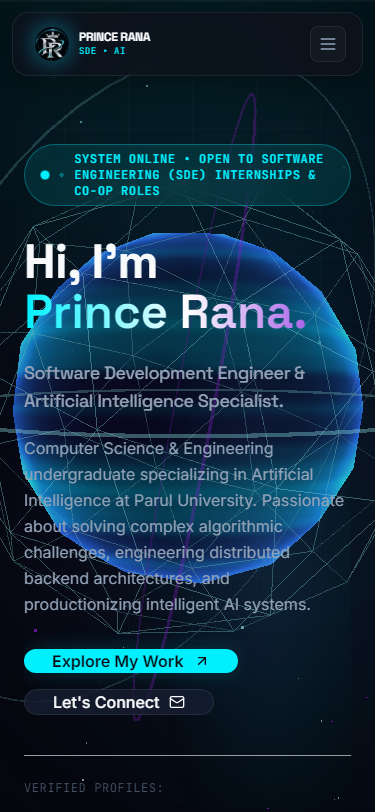 PRINCE RANA
SDE • AI
SYSTEM ONLINE • OPEN TO SOFTWARE
ENGINEERING (SDE) INTERNSHIPS &
CO-OP ROLES
Hi, I'm
Prince Rana.
Software Development Engineer &
Artificial Intelligence Specialist.
Computer Science & Engineering
undergraduate specializing in Artificial
Intelligence at Parul University. Passionate
about solving complex algorithmic
challenges, engineering distributed
backend architectures, and
productionizing intelligent AI systems.
Explore My Work
Let's Connect
VERIFIED PROFILES: